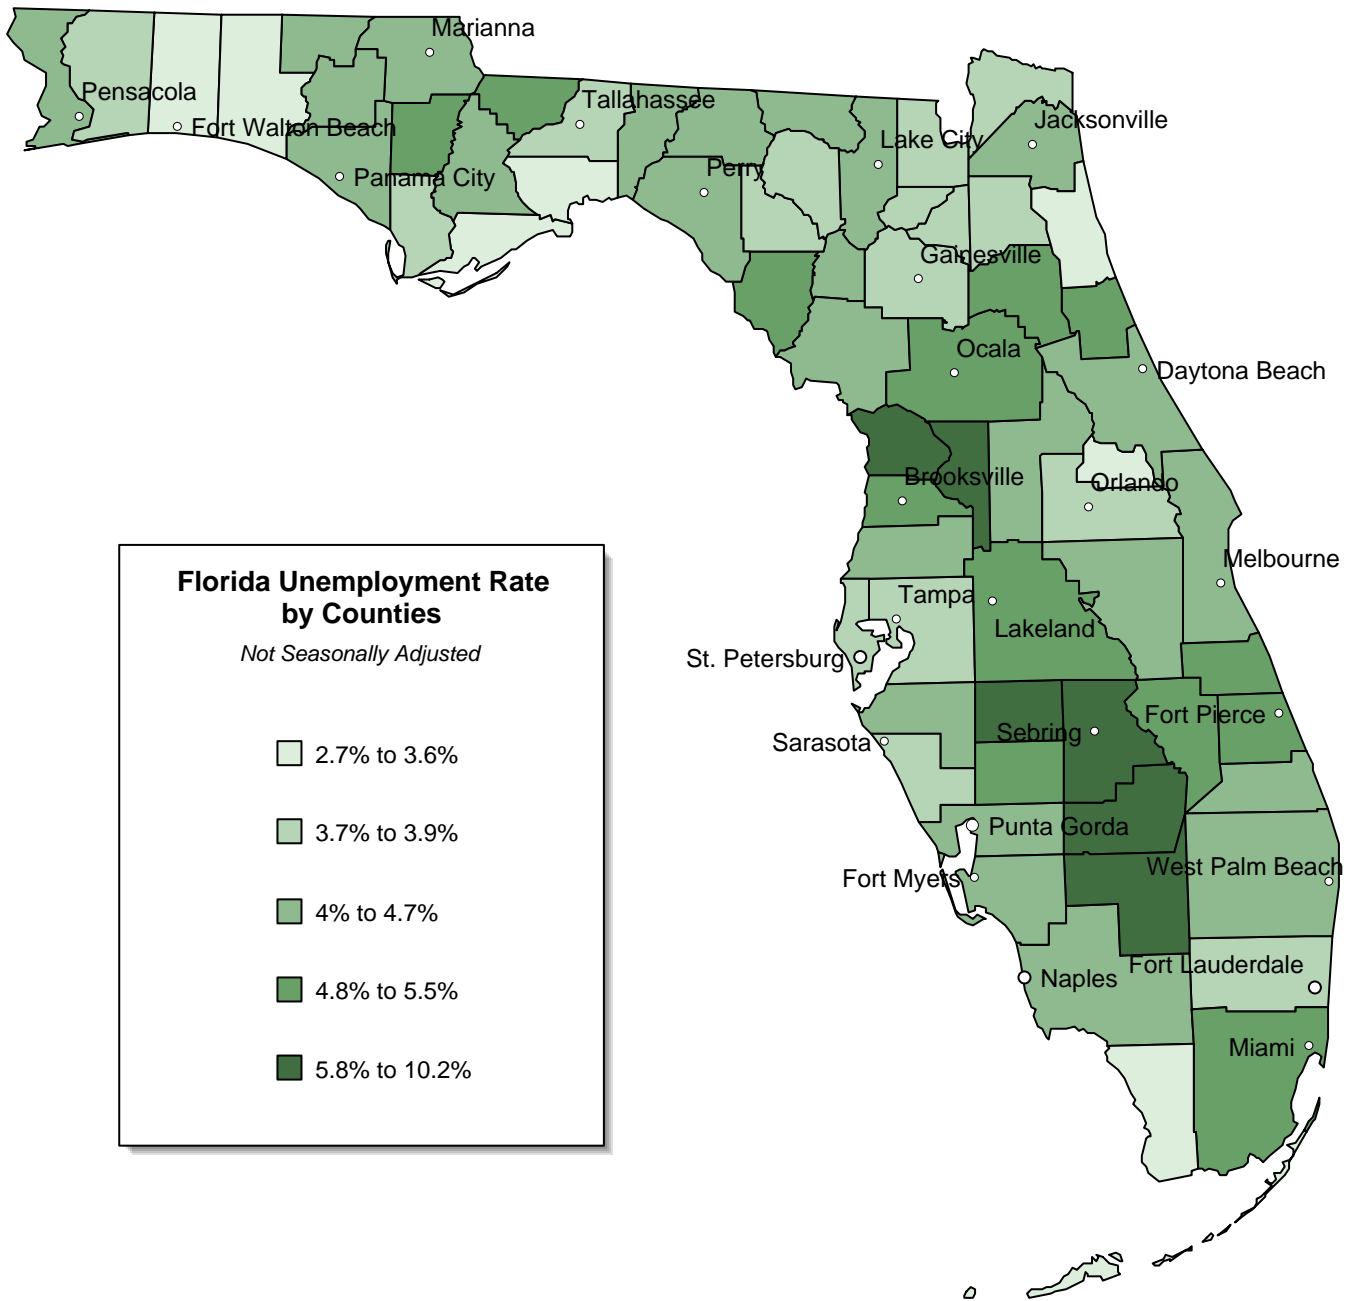 Marianna
Pensacola
Tallahassee
Fort Walton Beach
Jacksonville
Lake City
Perry
Panama City
Gainesville
Ocala
Daytona Beach
Brooksville
Orlando
Melbourne
Florida Unemployment Rate
by Counties
Not Seasonally Adjusted
2.7% to 3.6%
3.7% to 3.9%
4% to 4.7%
4.8% to 5.5%
5.8% to 10.2%
Tampa
Lakeland
St. Petersburg
Fort Pierce
Sebring
Sarasota
Punta Gorda
West Palm Beach
Fort Myers
Fort Lauderdale
Naples
Miami